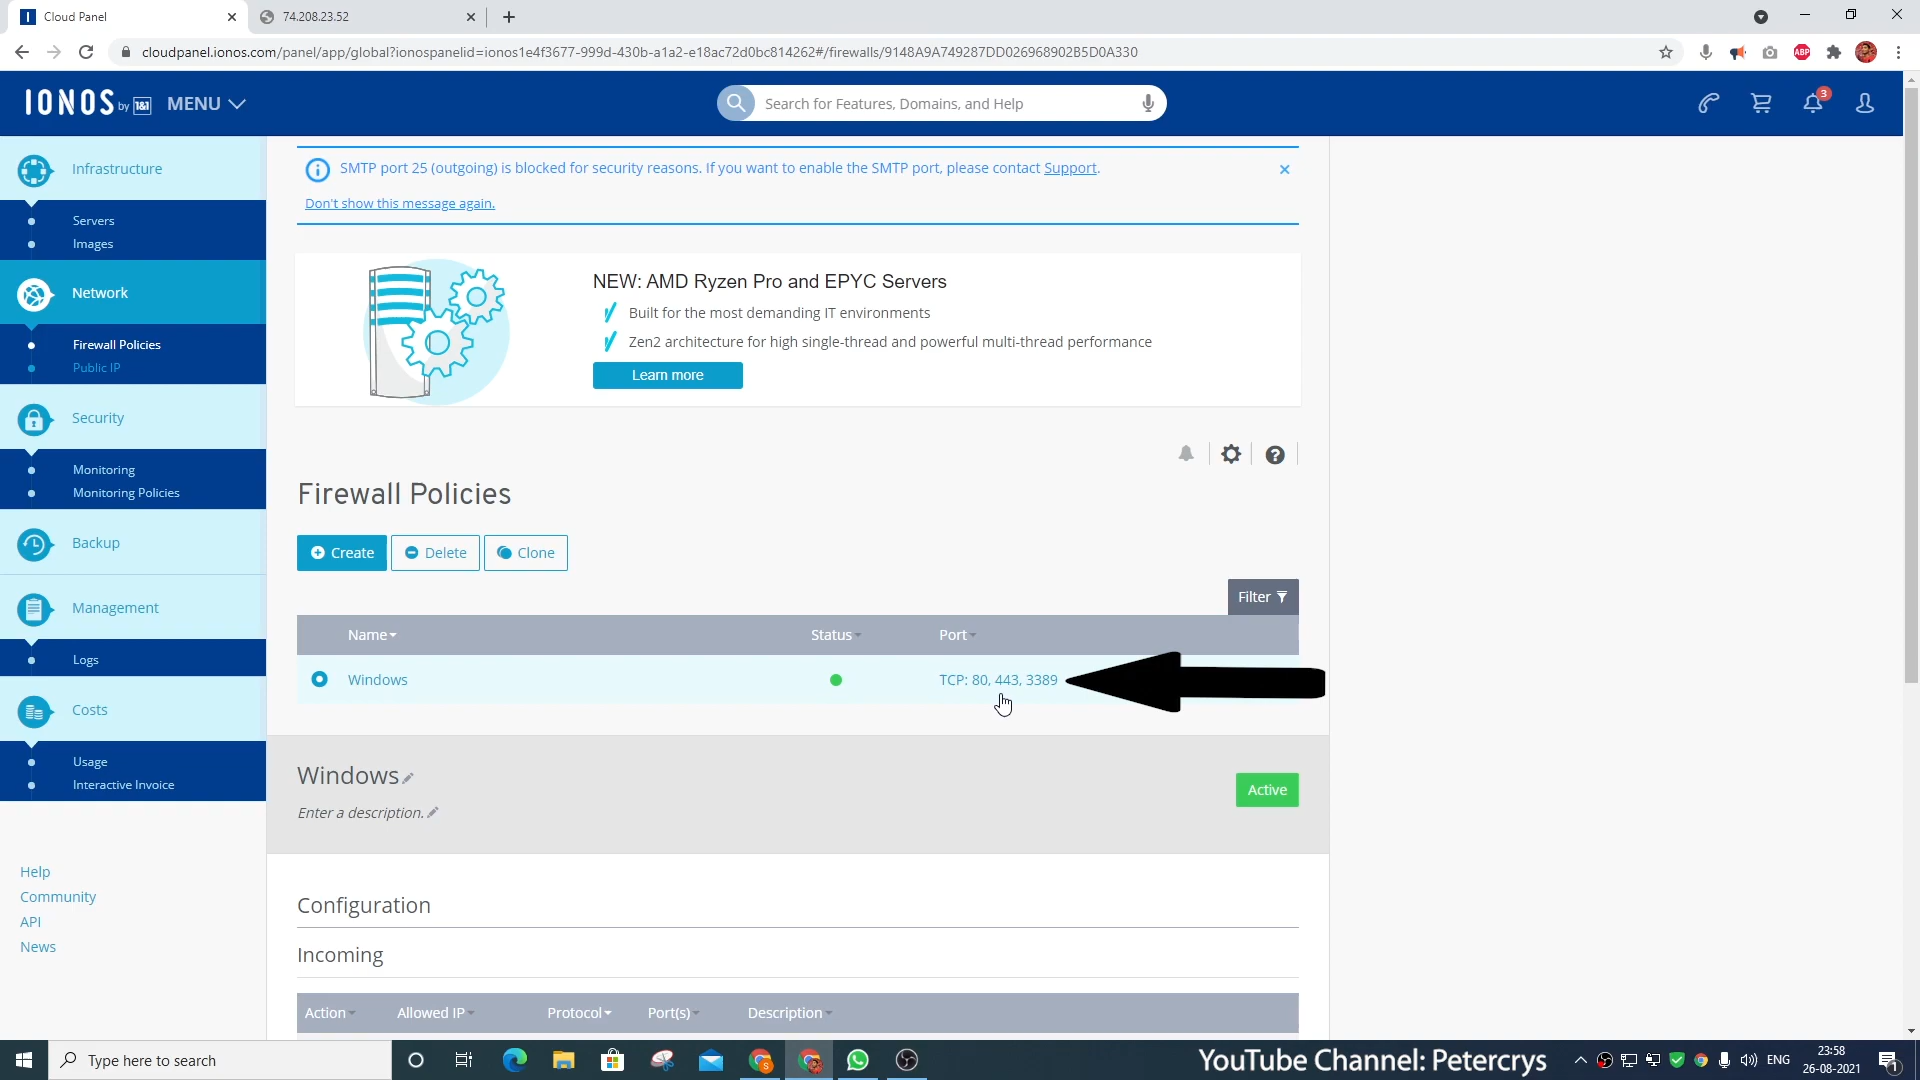 Cloud Panel
74.208.23.52
cloudpanel.ionos.com/panel/app/global?ionospanelid=ionos1e4f3677-999d-430b-a1a2-e18ac72d0bc814262#/firewalls/9148A9A749287DD026968902B5D0A330
ABP
IONOS by 1&1 MENU
Search for Features, Domains, and Help
3
Infrastructure
Servers
Images
Network
Firewall Policies
Public IP
Security
Monitoring
Monitoring Policies
Backup
Management
Logs
Costs
Usage
Interactive Invoice
Help
Community
API
News
SMTP port 25 (outgoing) is blocked for security reasons. If you want to enable the SMTP port, please contact Support.
Don't show this message again.
NEW: AMD Ryzen Pro and EPYC Servers
Built for the most demanding IT environments
Zen2 architecture for high single-thread and powerful multi-thread performance
Learn more
Firewall Policies
Create Delete Clone
Filter
Name Status Port
Windows TCP: 80, 443, 3389
Windows
Active
Enter a description.
Configuration
Incoming
Action Allowed IP Protocol Port(s) Description
Type here to search
S
YouTube Channel: Petercrys
ENG
23:58
26-08-2021
1